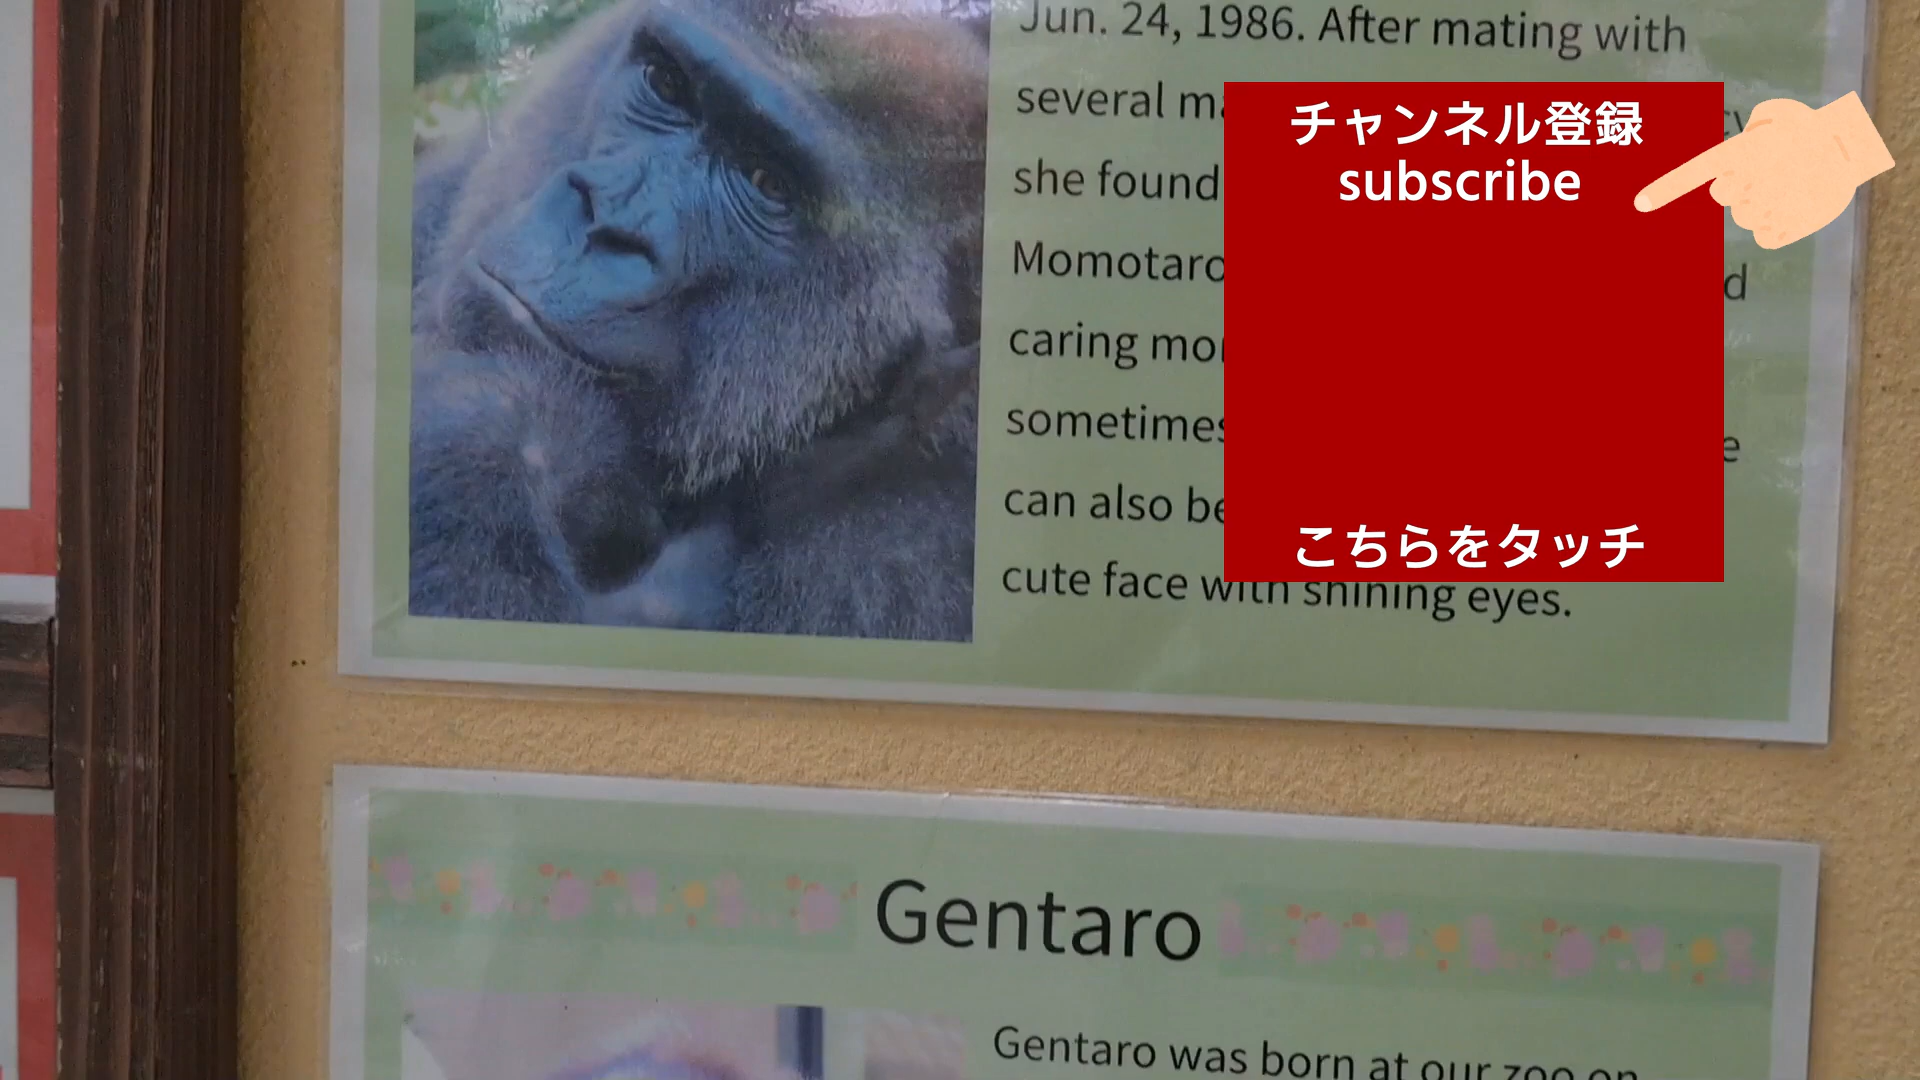 Jun. 24, 1986. After mating with
several
she found
Momotaro
caring
sometimes
can also
cute face with shining eyes.
チャンネル登録
subscribe
こちらをタッチ
Gentaro
Gentaro was born at our zoo on